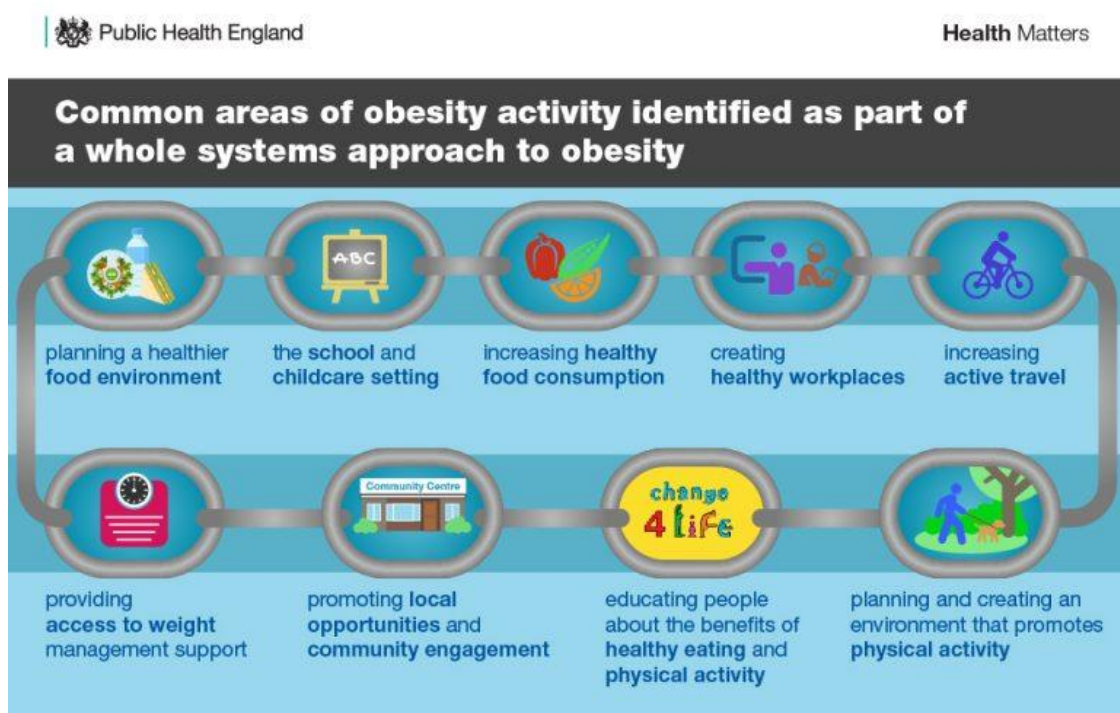 Public Health England
Health Matters
Common areas of obesity activity identified as part of
a whole systems approach to obesity
ABC
planning a healthier
food environment
the school and
childcare setting
increasing healthy
food consumption
creating
healthy workplaces
increasing
active travel
Community Centre
change
4 life
providing
access to weight
management support
promoting local
opportunities and
community engagement
educating people
about the benefits of
healthy eating and
physical activity
planning and creating an
environment that promotes
physical activity